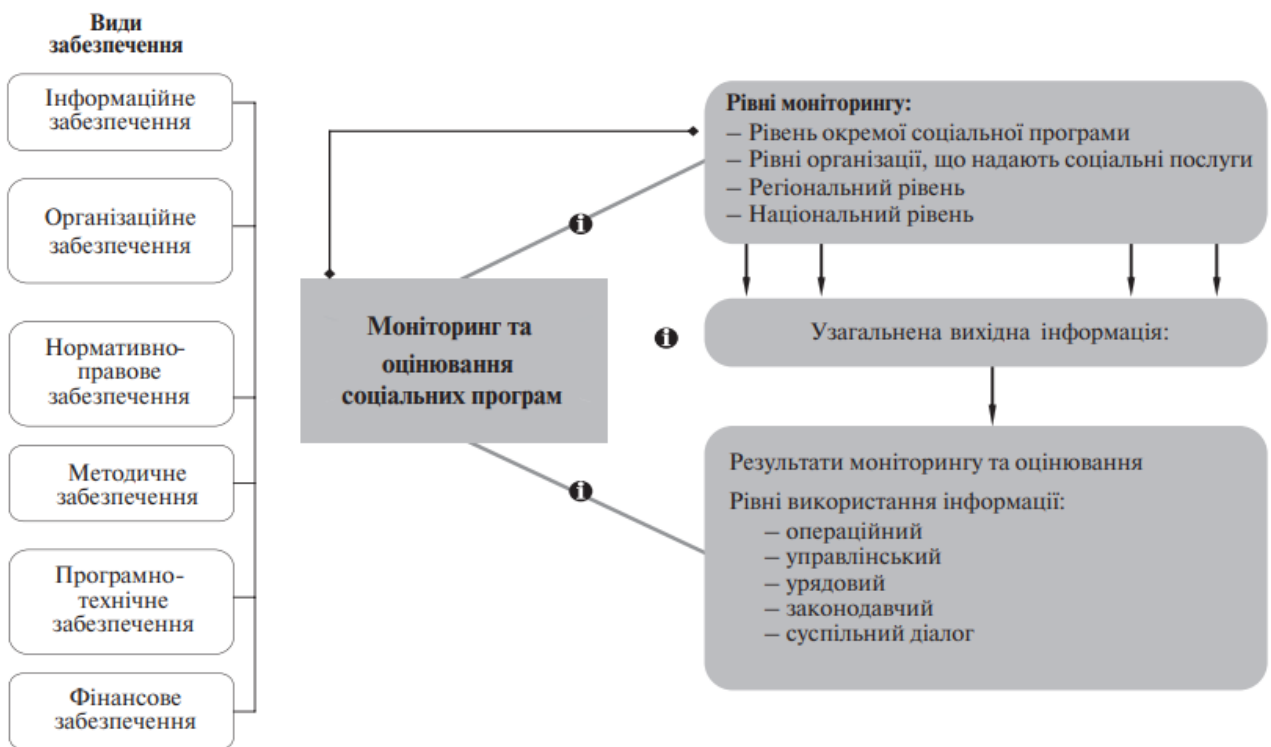 Види
забезпечення
Інформаційне
забезпечення
Організаційне
забезпечення
Нормативно-
правове
забезпечення
Методичне
забезпечення
Програмно-
технічне
забезпечення
Фінансове
забезпечення
Моніторинг та
оцінювання
соціальних програм
Рівні моніторингу:
– Рівень окремої соціальної програми
– Рівні організації, що надають соціальні послуги
– Регіональний рівень
– Національний рівень
Узагальнена вихідна інформація:
Результати моніторингу та оцінювання
Рівні використання інформації:
– операційний
– управлінський
– урядовий
– законодавчий
– суспільний діалог
i
i
i